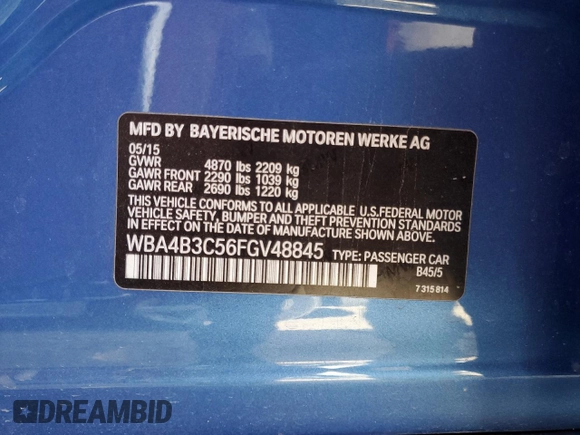 MFD BY BAYERISCHE MOTOREN WERKE AG
05/15
GVWR 4870 lbs 2209 kg
GAWR FRONT 2290 lbs 1039 kg
GAWR REAR 2690 lbs 1220 kg
THIS VEHICLE CONFORMS TO ALL APPLICABLE U.S.FEDERAL MOTOR
VEHICLE SAFETY, BUMPER, AND THEFT PREVENTION STANDARDS
IN EFFECT ON THE DATE OF MANUFACTURE SHOWN ABOVE.
WBA4B3C56FGV48845 TYPE: PASSENGER CAR
B45/5
7 315 814
DREAMBID